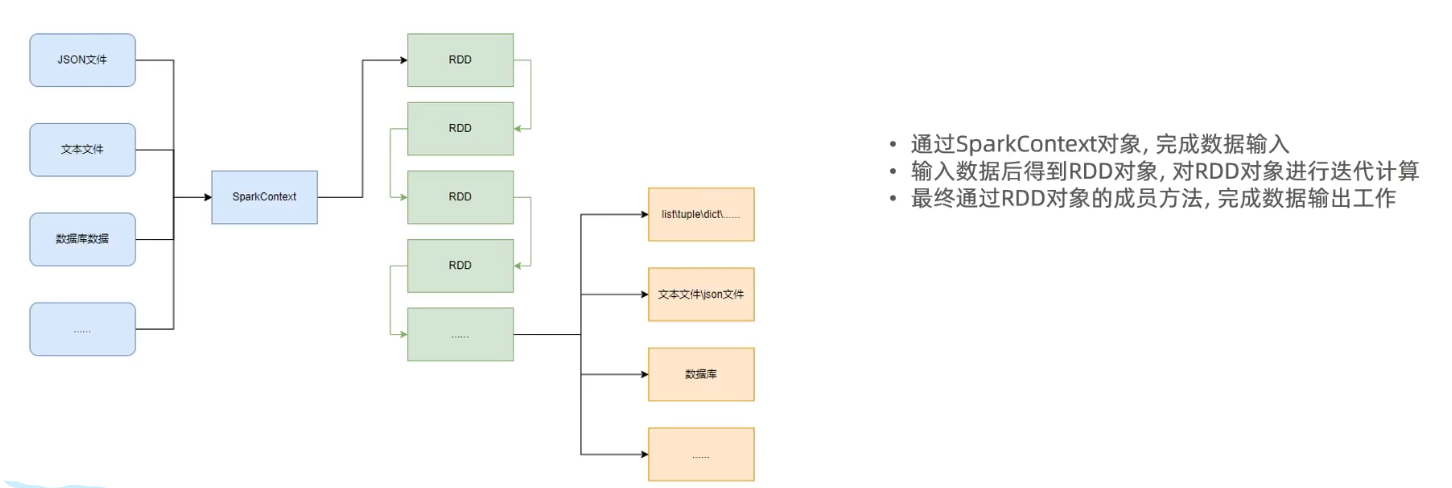 JSON文件
文本文件
数据库数据
......
SparkContext
RDD
RDD
RDD
RDD
......
list\tuple\dict\......
文本文件\json文件
数据库
......
• 通过SparkContext对象, 完成数据输入
• 输入数据后得到RDD对象, 对RDD对象进行迭代计算
• 最终通过RDD对象的成员方法, 完成数据输出工作